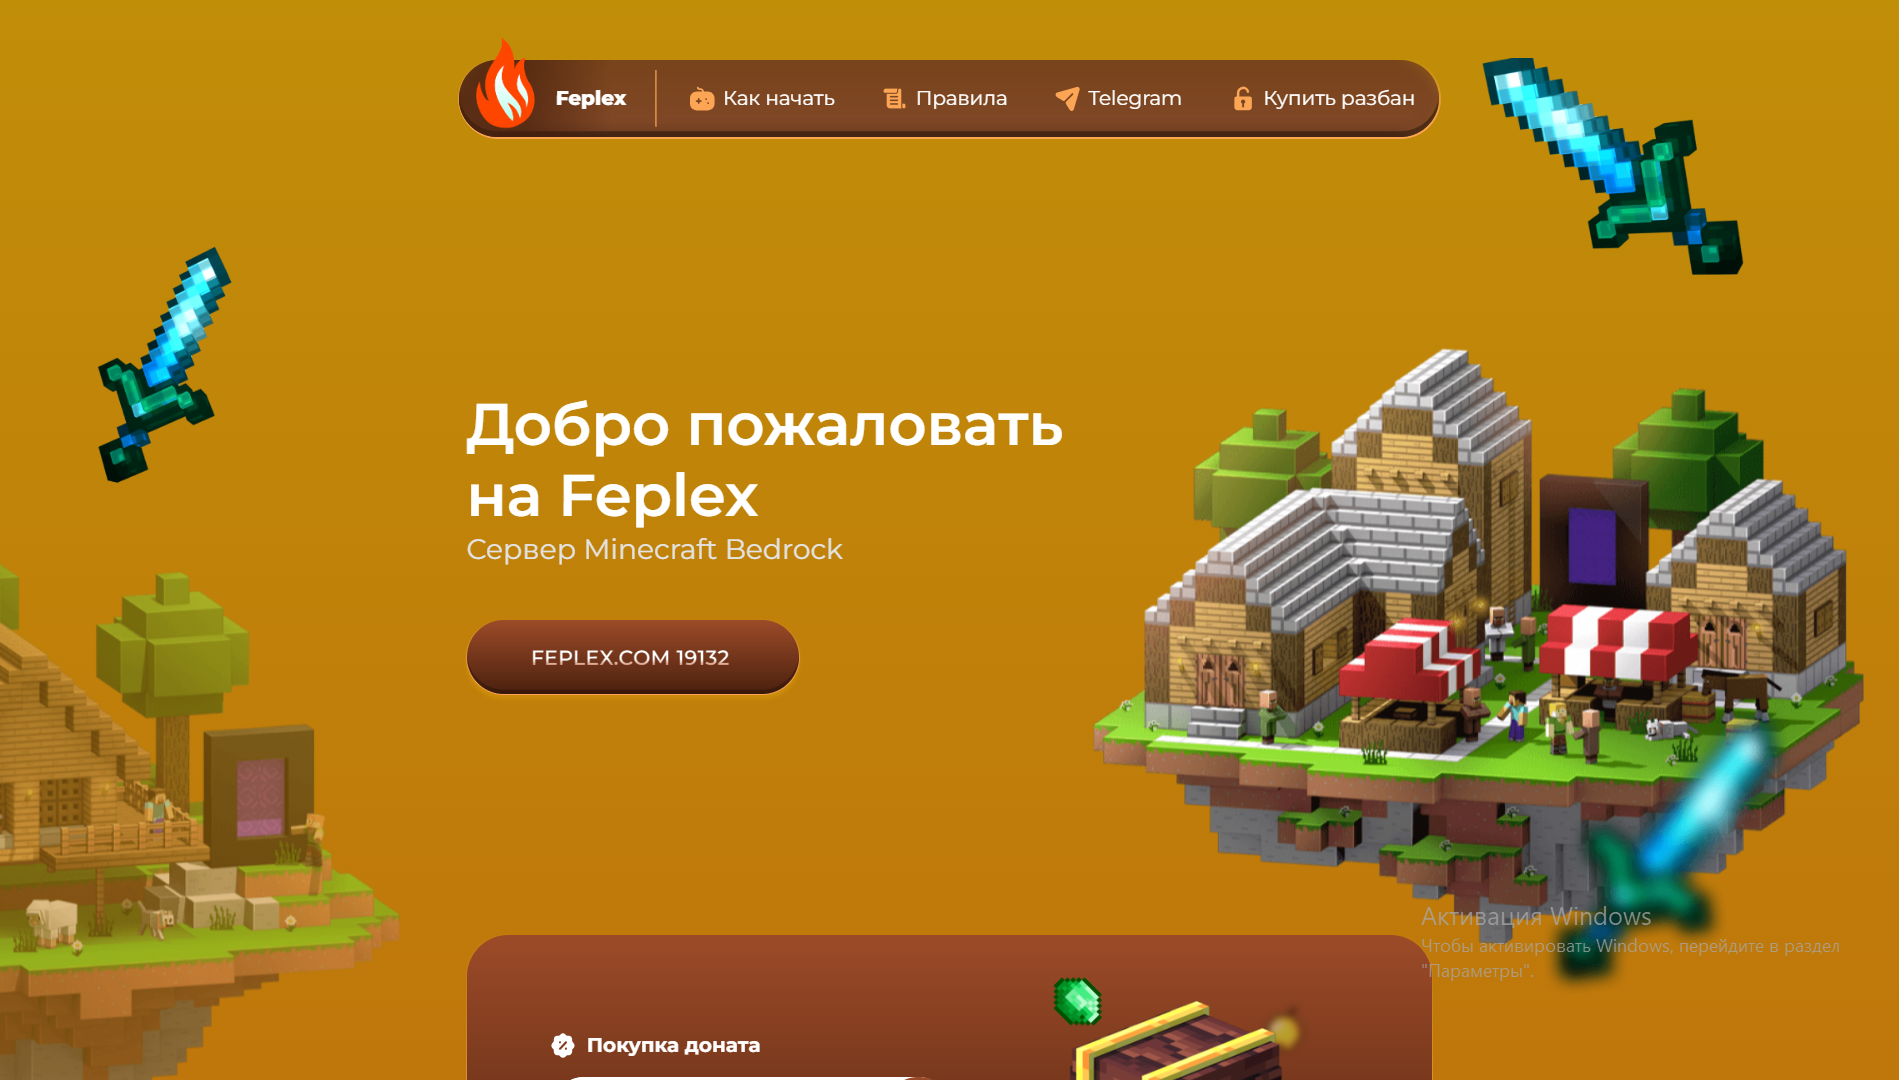 Feplex
Как начать
Правила
Telegram
Купить разбан
Добро пожаловать
на Feplex
Сервер Minecraft Bedrock
FEPLEX.COM 19132
Активация Windows
Чтобы активировать Windows, перейдите в раздел
"Параметры".
Покупка доната